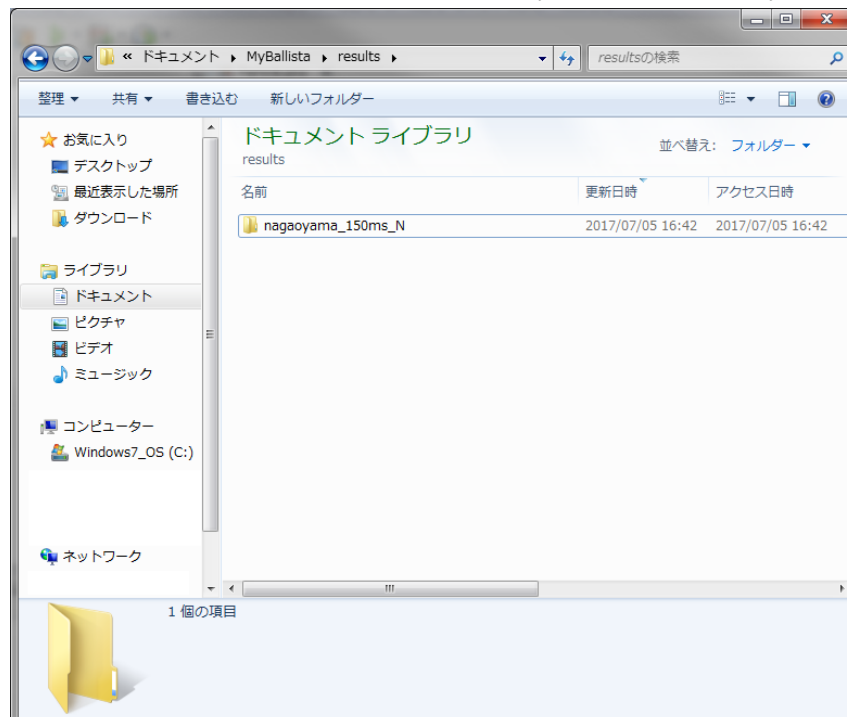 « ドキュメント ▸ MyBallista ▸ results ▸
resultsの検索
整理 ▼ 共有 ▼ 書き込む 新しいフォルダー
お気に入り
デスクトップ
最近表示した場所
ダウンロード
ライブラリ
ドキュメント
ピクチャ
ビデオ
ミュージック
コンピューター
Windows7_OS (C:)
ネットワーク
ドキュメント ライブラリ
results
並べ替え: フォルダー ▼
名前 更新日時 アクセス日時
nagaoyama_150ms_N 2017/07/05 16:42 2017/07/05 16:42
1 個の項目